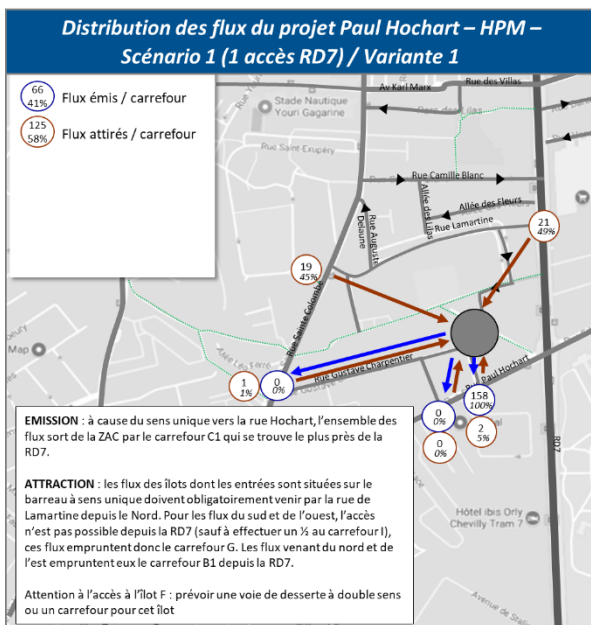 Distribution des flux du projet Paul Hochart – HPM –
Scénario 1 (1 accès RD7) / Variante 1
66
41%
Flux émis / carrefour
125
58%
Flux attirés / carrefour
Av Karl Marx
Rue des Villas
Stade Nautique
Youri Gagarine
Rue Saint-Exupéry
Rue Camille Blanc
Allée des Lilas
Allée des Fleurs
Rue Auguste
Delaune
Rue Lamartine
21
49%
19
45%
Rue Sainte Colombe
Map
Rue Gustave Charpentier
1
1%
0
0%
Rue Paul Hochart
0
0%
158
100%
0
0%
2
5%
RD7
EMISSION : à cause du sens unique vers la rue Hochart, l'ensemble des
flux sort de la ZAC par le carrefour C1 qui se trouve le plus près de la
RD7.
ATTRACTION : les flux des îlots dont les entrées sont situées sur le
barreau à sens unique doivent obligatoirement venir par la rue de
Lamartine depuis le Nord. Pour les flux du sud et de l'ouest, l'accès
n'est pas possible depuis la RD7 (sauf à effectuer un ½ au carrefour I),
ces flux empruntent donc le carrefour G. Les flux venant du nord et de
l'est empruntent eux le carrefour B1 depuis la RD7.
Attention à l'accès à l'îlot F : prévoir une voie de desserte à double sens
ou un carrefour pour cet îlot
Hôtel ibis Orly
Chevilly Tram 7